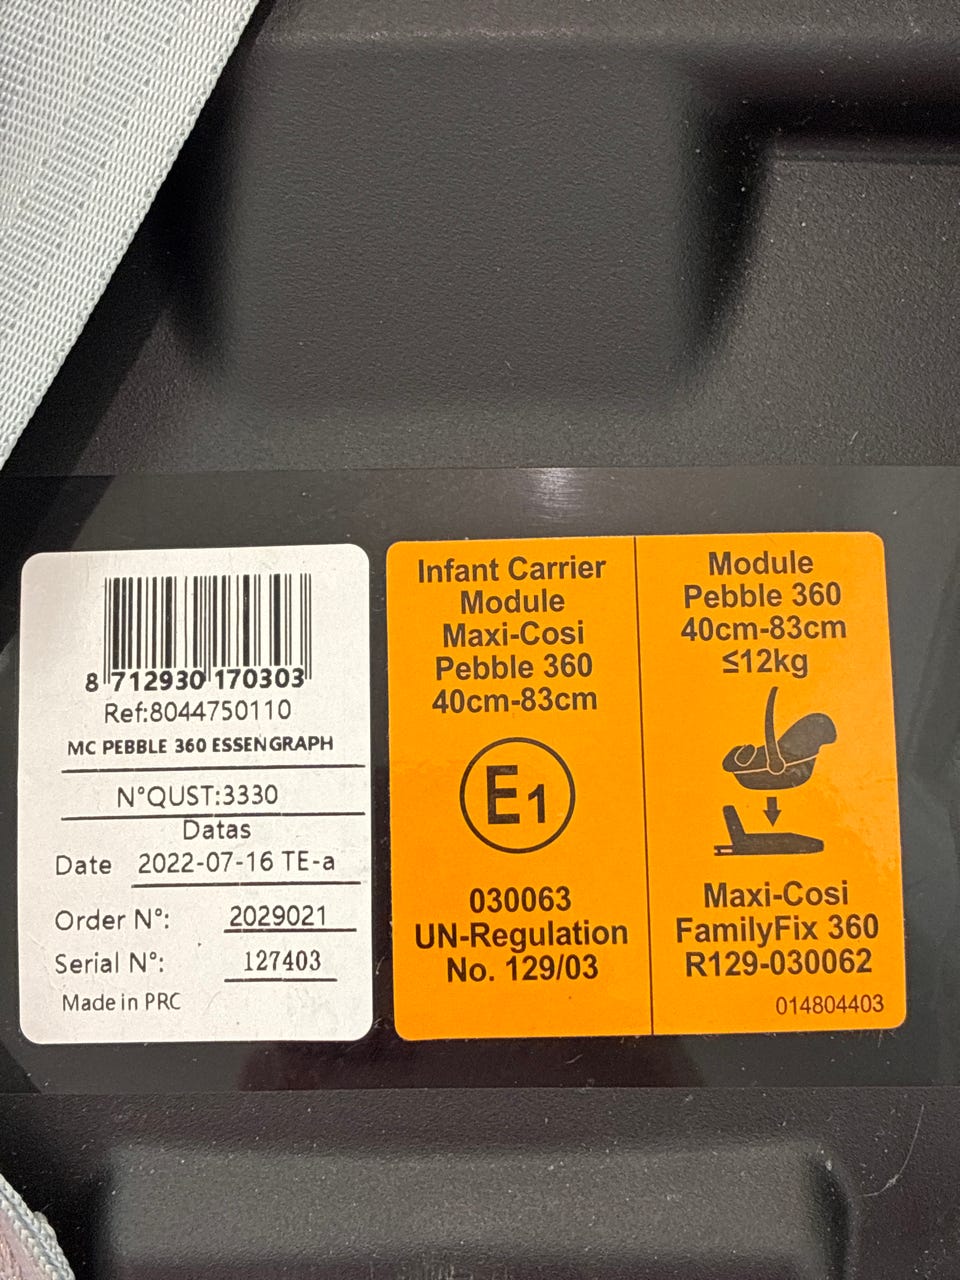 8 712930 170303
Ref:8044750110
MC PEBBLE 360 ESSENGRAPH
N°QUST:3330
Datas
Date 2022-07-16 TE-a
Order N°: 2029021
Serial N°: 127403
Made in PRC
Infant Carrier
Module
Maxi-Cosi
Pebble 360
40cm-83cm
E1
030063
UN-Regulation
No. 129/03
Module
Pebble 360
40cm-83cm
≤12kg
Maxi-Cosi
FamilyFix 360
R129-030062
014804403